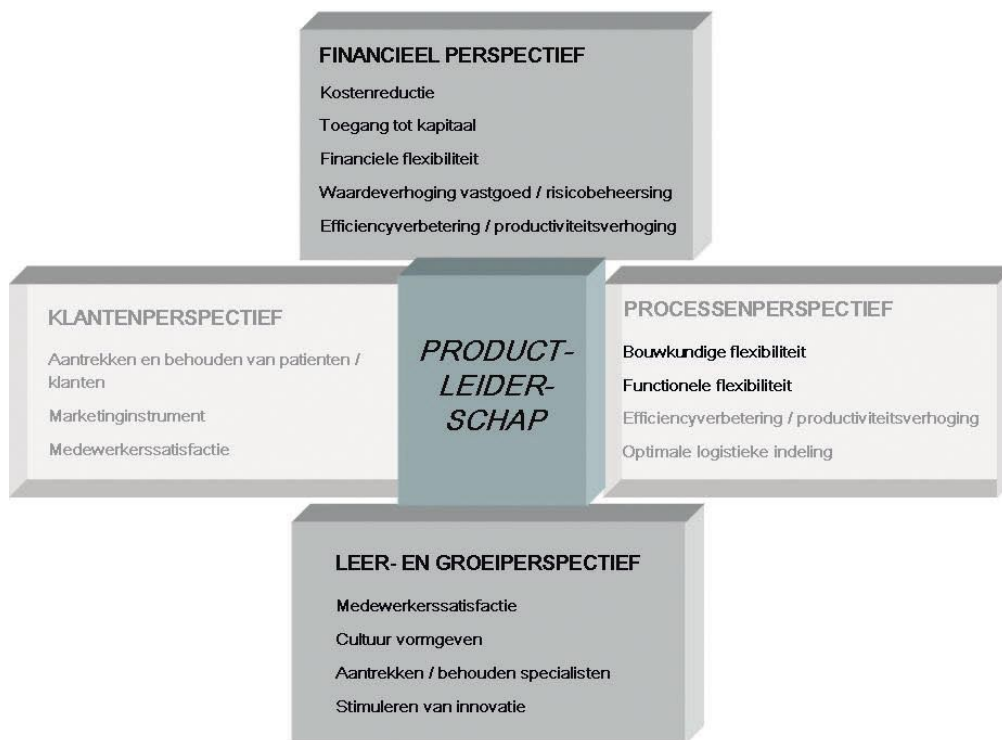 FINANCIEEL PERSPECTIEF
Kostenreductie
Toegang tot kapitaal
Financiele flexibiliteit
Waardeverhoging vastgoed / risicobeheersing
Efficiencyverbetering / productiviteitsverhoging
KLANTENPERSPECTIEF
Aantrekken en behouden van patienten /
klanten
Marketinginstrument
Medewerkerssatisfactie
PRODUCT-
LEIDER-
SCHAP
PROCESSENPERSPECTIEF
Bouwkundige flexibiliteit
Functionele flexibiliteit
Efficiencyverbetering / productiviteitsverhoging
Optimale logistieke indeling
LEER- EN GROEIPERSPECTIEF
Medewerkerssatisfactie
Cultuur vormgeven
Aantrekken / behouden specialisten
Stimuleren van innovatie